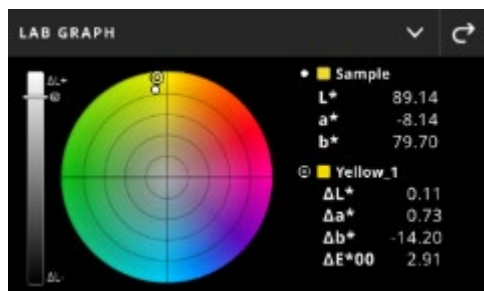 LAB GRAPH
ΔL+
Sample
L* 89.14
a* -8.14
b* 79.70
Yellow_1
ΔL* 0.11
Δa* 0.73
Δb* -14.20
ΔE*00 2.91
ΔL-